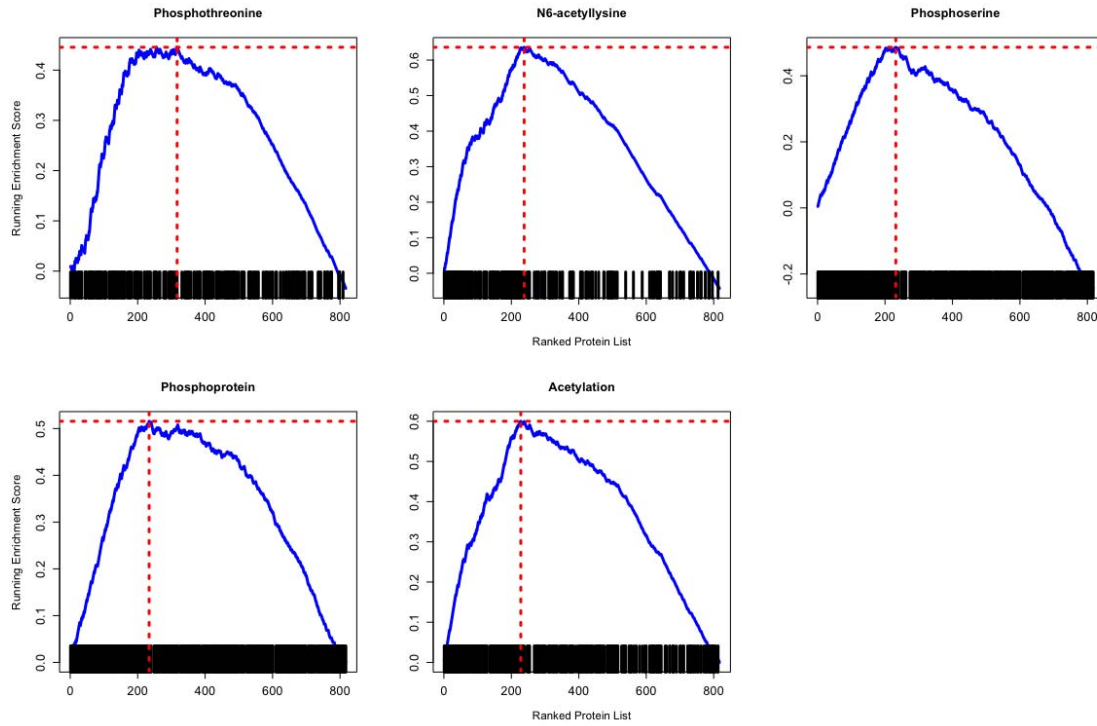 Phosphothreonine
Running Enrichment Score
0.0 0.1 0.2 0.3 0.4
0 200 400 600 800
N6-acetyllysine
0.0 0.1 0.2 0.3 0.4 0.5 0.6
0 200 400 600 800
Ranked Protein List
Phosphoserine
-0.2 0.0 0.2 0.4
0 200 400 600 800
Phosphoprotein
Running Enrichment Score
0.0 0.1 0.2 0.3 0.4 0.5
0 200 400 600 800
Acetylation
0.0 0.1 0.2 0.3 0.4 0.5 0.6
0 200 400 600 800
Ranked Protein List